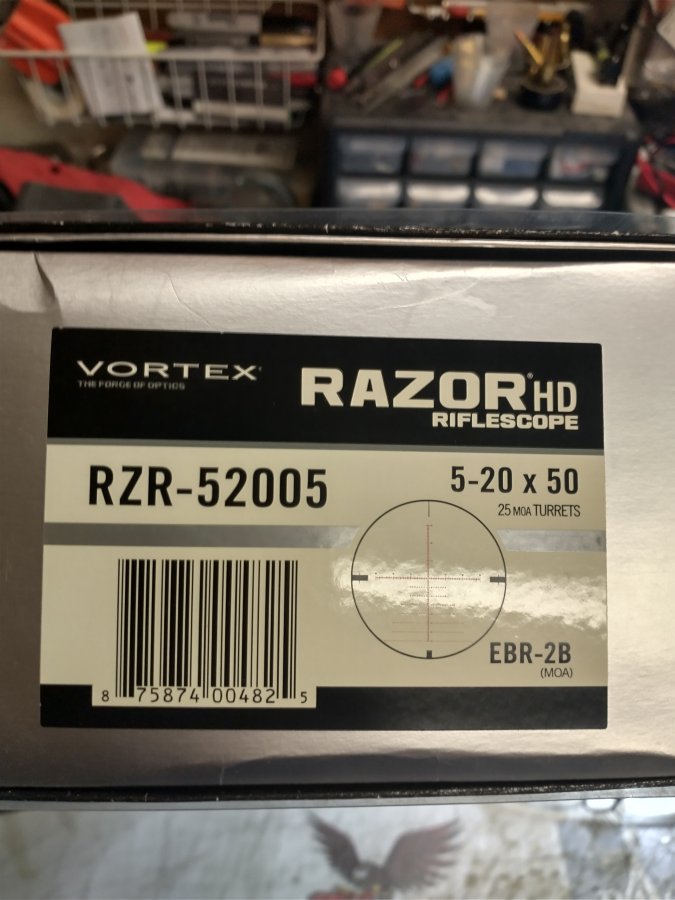 VORTEX
THE FORCE OF OPTICS
RAZOR® HD
RIFLESCOPE
RZR-52005
5-20 x 50
25 MOA TURRETS
EBR-2B
(MOA)
8 75874 00482 5